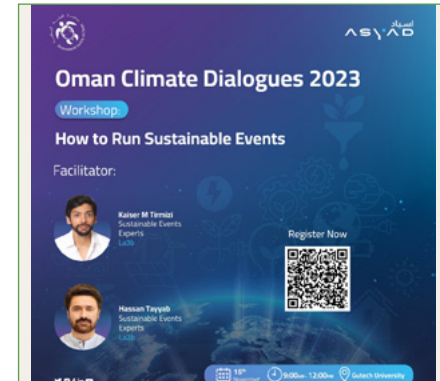 اسياد
ASYAD
Oman Climate Dialogues 2023
Workshop:
How to Run Sustainable Events
Facilitator:
Kaiser M Tirmizi
Sustainable Events
Experts
Register Now
Hassan Tayyab
Sustainable Events
Experts
15th
9:00am - 12:00pm
Gutech University